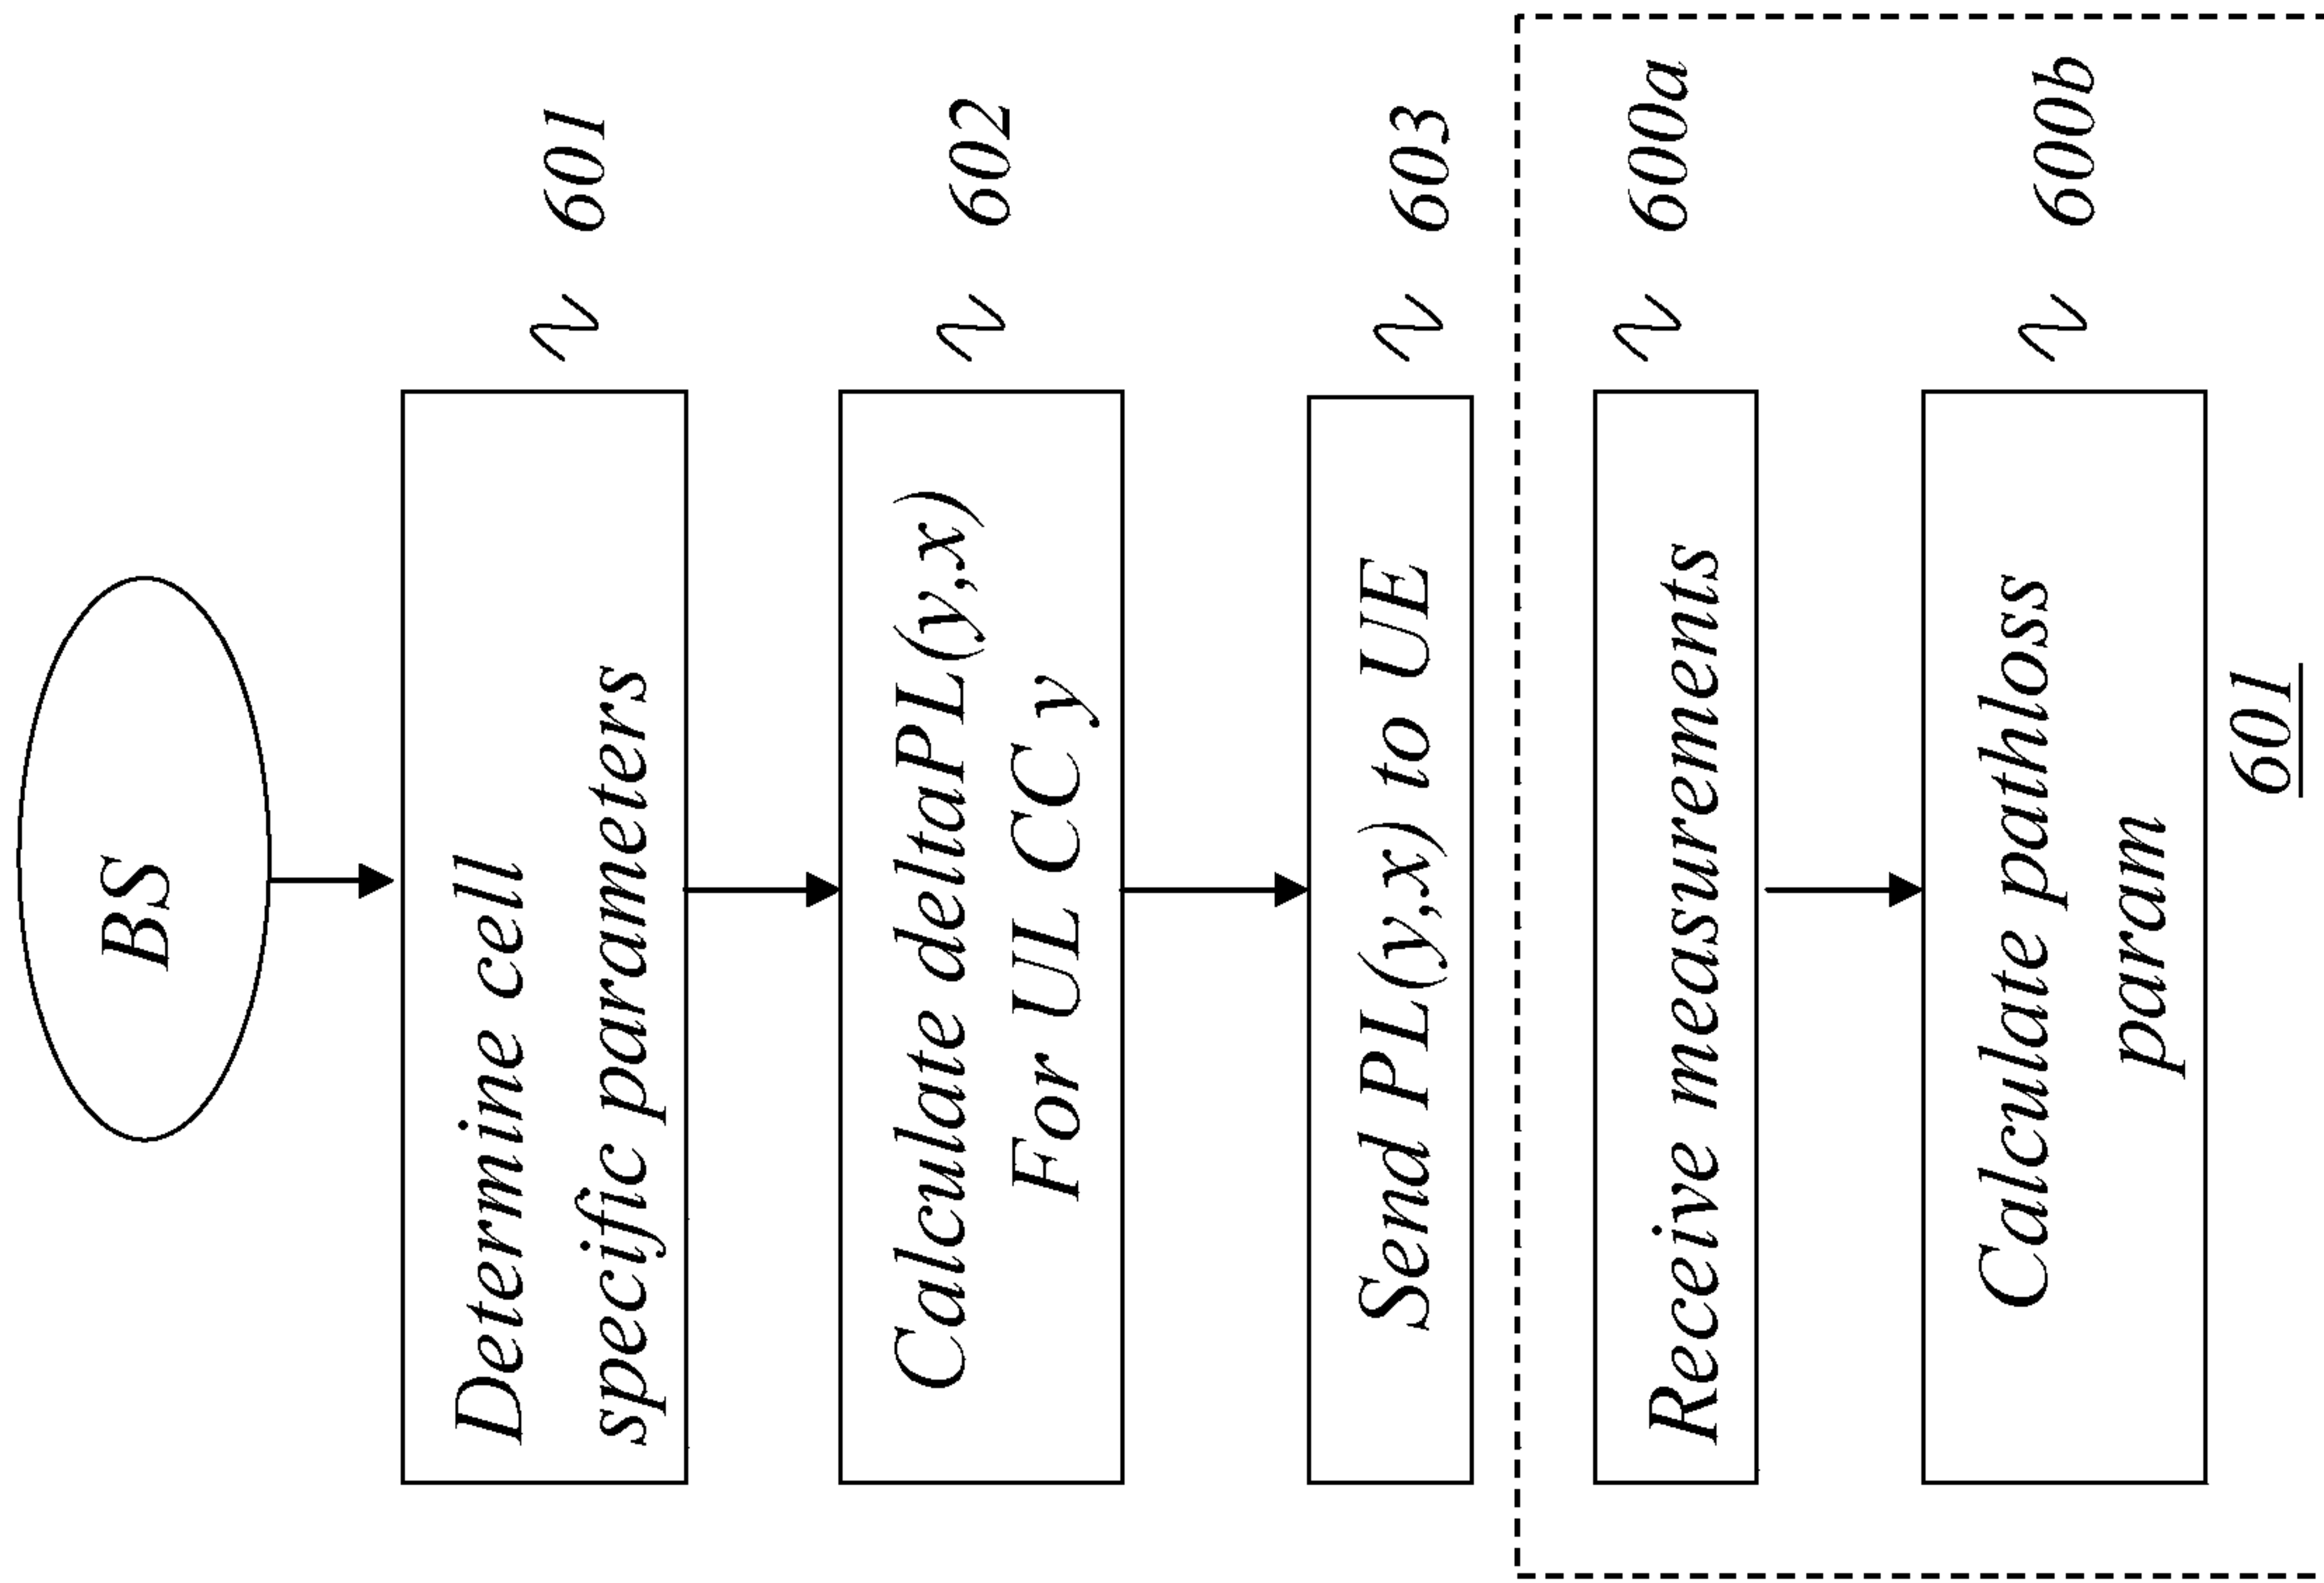 BS
Determine cell
specific parameters
601
Calculate deltaPL(y,x)
For UL CC y
602
Send PL(y,x) to UE
603
Receive measurements
600a
Calculate pathloss
param
600b
601